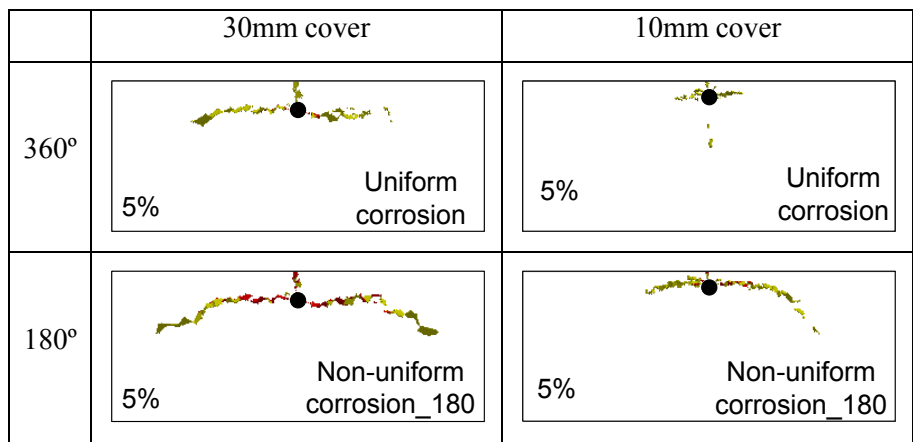 30mm cover
10mm cover
360º
5%
Uniform
corrosion
5%
Uniform
corrosion
180º
5%
Non-uniform
corrosion_180
5%
Non-uniform
corrosion_180